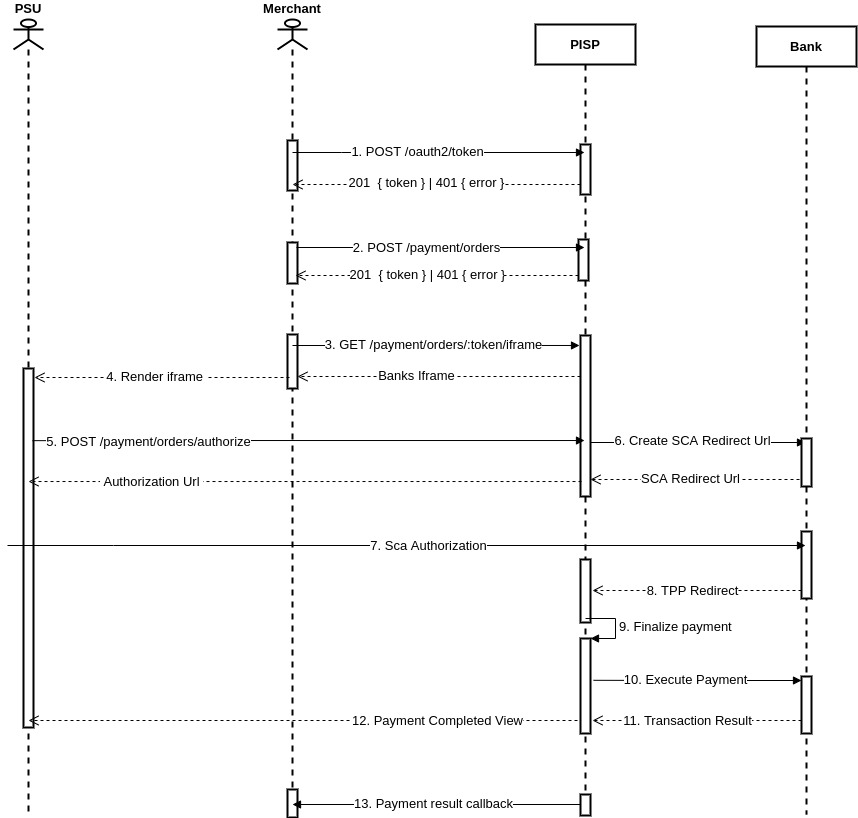 PSU
Merchant
PISP
Bank
1. POST /oauth2/token
201  { token } | 401 { error }
2. POST /payment/orders
201  { token } | 401 { error }
3. GET /payment/orders/:token/iframe
4. Render iframe
Banks Iframe
5. POST /payment/orders/authorize
6. Create SCA Redirect Url
Authorization Url
SCA Redirect Url
7. Sca Authorization
8. TPP Redirect
9. Finalize payment
10. Execute Payment
12. Payment Completed View
11. Transaction Result
13. Payment result callback